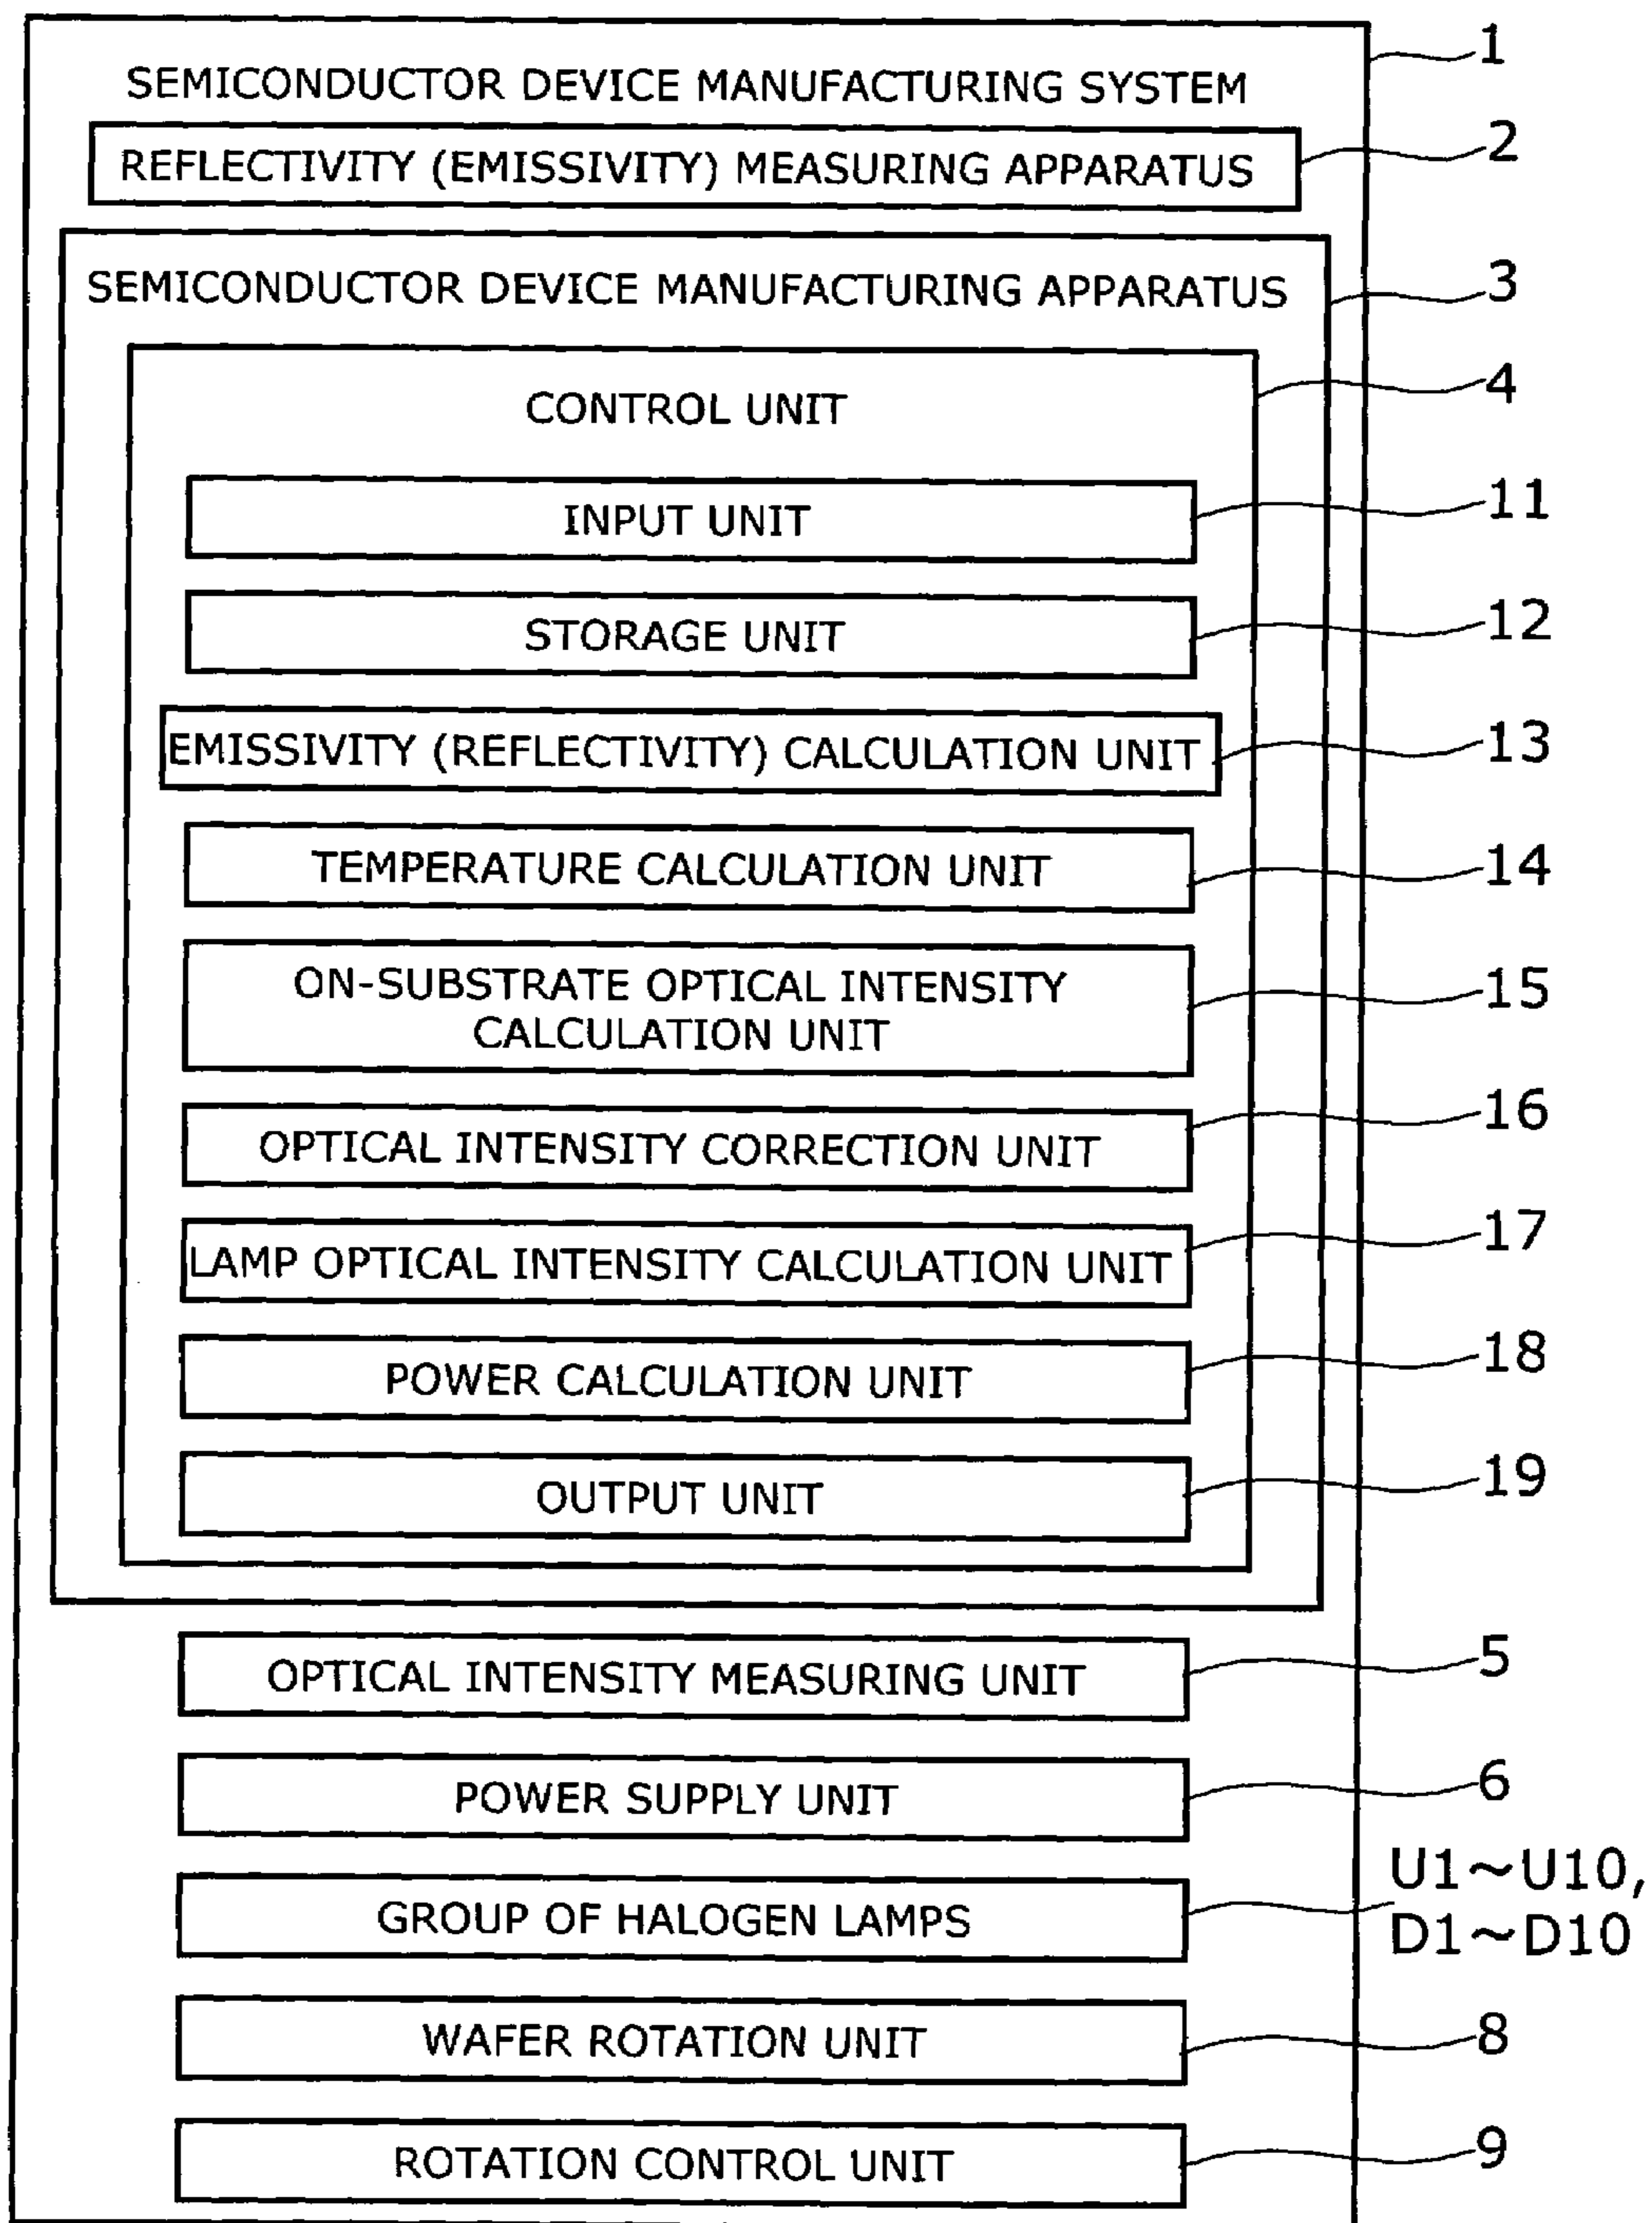 1
SEMICONDUCTOR DEVICE MANUFACTURING SYSTEM
2
REFLECTIVITY (EMISSIVITY) MEASURING APPARATUS
3
SEMICONDUCTOR DEVICE MANUFACTURING APPARATUS
4
CONTROL UNIT
11
INPUT UNIT
12
STORAGE UNIT
13
EMISSIVITY (REFLECTIVITY) CALCULATION UNIT
14
TEMPERATURE CALCULATION UNIT
15
ON-SUBSTRATE OPTICAL INTENSITY
CALCULATION UNIT
16
OPTICAL INTENSITY CORRECTION UNIT
17
LAMP OPTICAL INTENSITY CALCULATION UNIT
18
POWER CALCULATION UNIT
19
OUTPUT UNIT
5
OPTICAL INTENSITY MEASURING UNIT
6
POWER SUPPLY UNIT
U1～U10,
D1～D10
GROUP OF HALOGEN LAMPS
8
WAFER ROTATION UNIT
9
ROTATION CONTROL UNIT